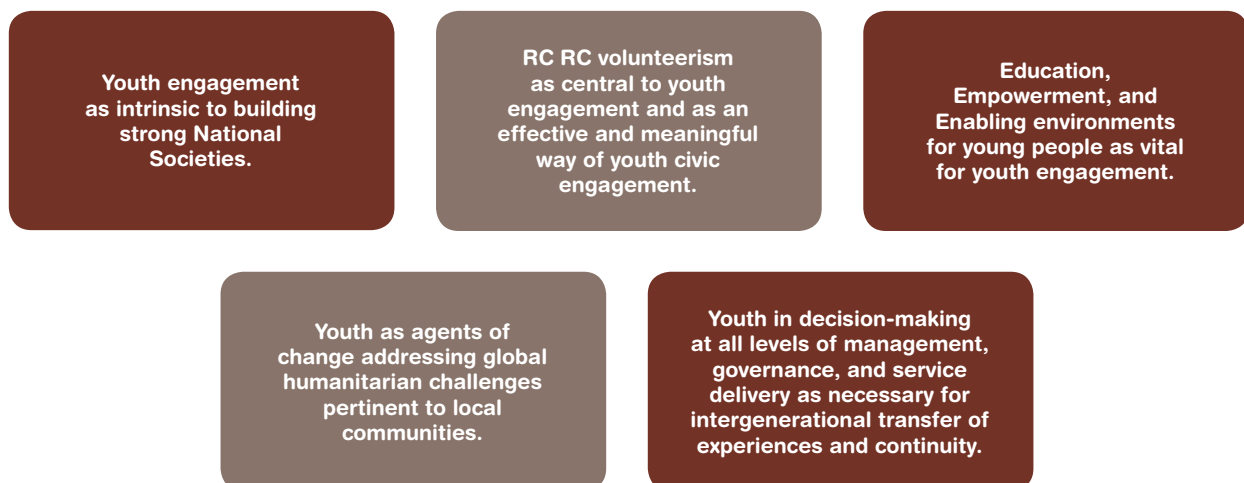 Youth engagement
as intrinsic to building
strong National
Societies.
RC RC volunteerism
as central to youth
engagement and as an
effective and meaningful
way of youth civic
engagement.
Education,
Empowerment, and
Enabling environments
for young people as vital
for youth engagement.
Youth as agents of
change addressing global
humanitarian challenges
pertinent to local
communities.
Youth in decision-making
at all levels of management,
governance, and service
delivery as necessary for
intergenerational transfer of
experiences and continuity.